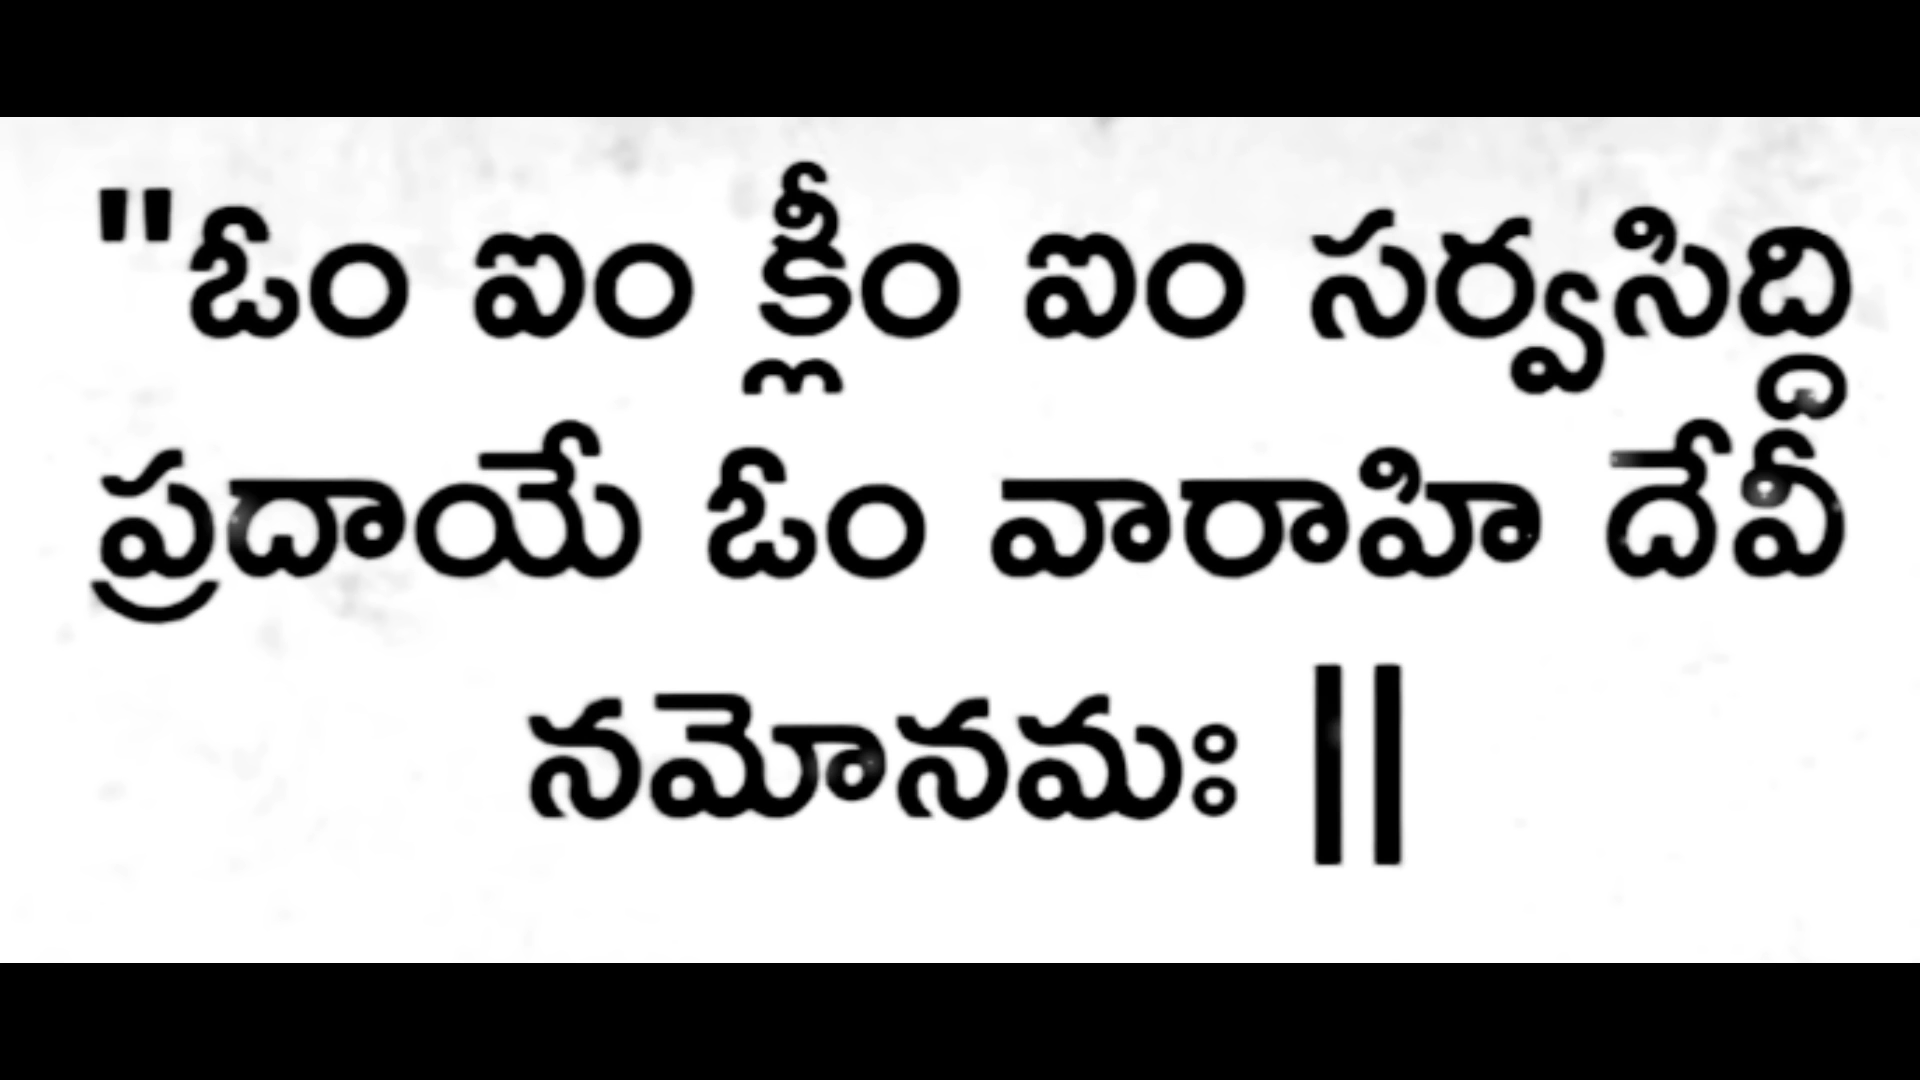 "ఓం ఐం క్లీం ఐం సర్వసిద్ది
ప్రదాయే ఓం వారాహి దేవీ
నమోనమః ||